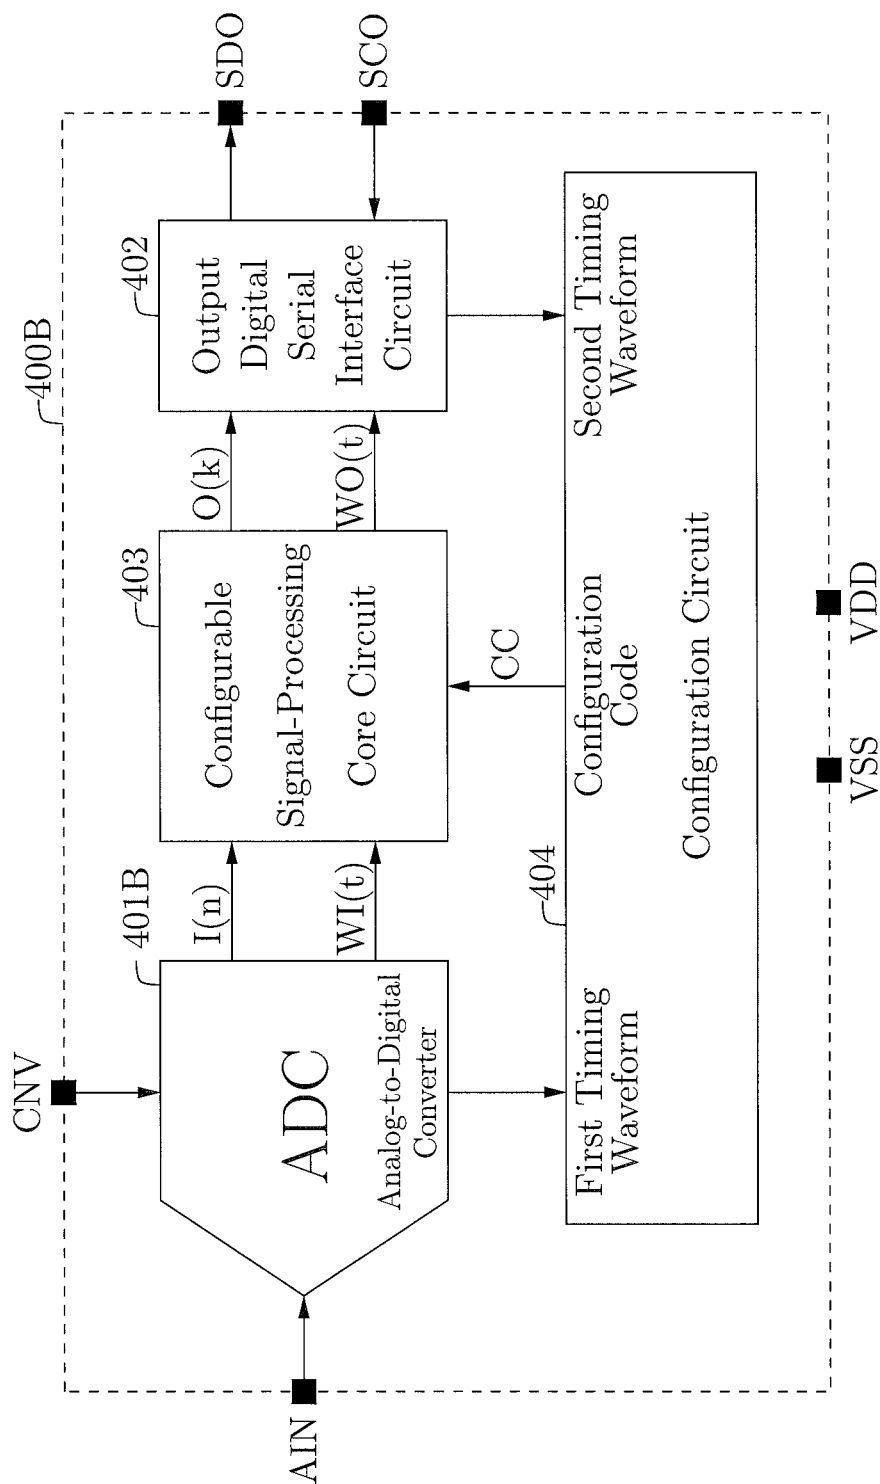 400B
CNV
AIN
401B
ADC
Analog-to-Digital
Converter
I(n)
WI(t)
403
Configurable
Signal-Processing
Core Circuit
O(k)
WO(t)
402
Output
Digital
Serial
Interface
Circuit
SDO
SCO
CC
404
First Timing
Waveform
Configuration
Code
Second Timing
Waveform
Configuration Circuit
VSS
VDD